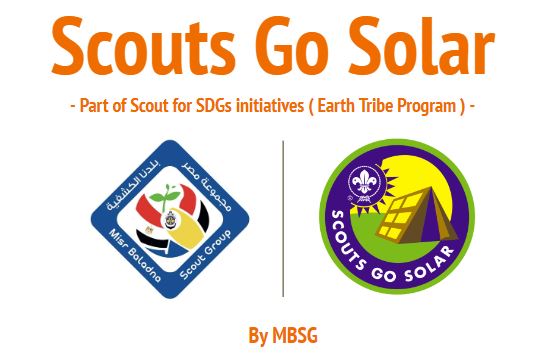 Scouts Go Solar
- Part of Scout for SDGs initiatives ( Earth Tribe Program ) -
مجموعة مصر
بلدنا الكشفية
Misr Baladna
Scout Group
®
SCOUTS GO SOLAR
By MBSG